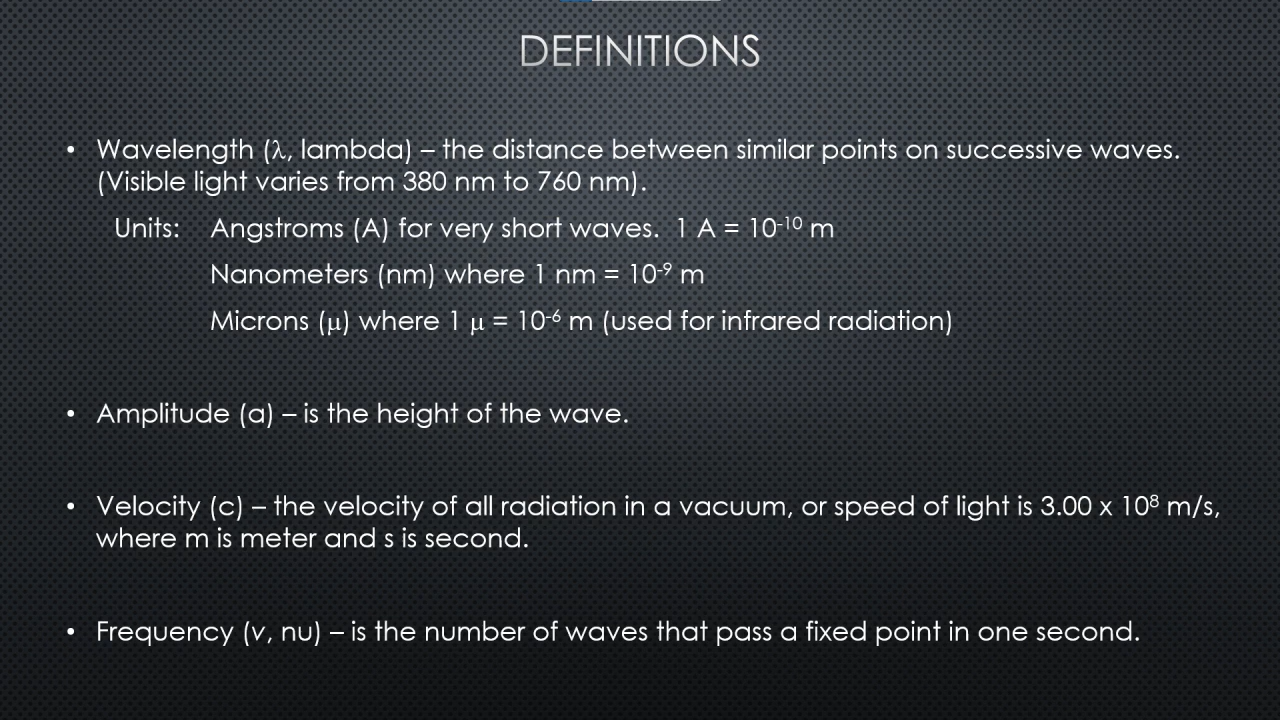 DEFINITIONS
• Wavelength (λ, lambda) – the distance between similar points on successive waves.
(Visible light varies from 380 nm to 760 nm).
Units: Angstroms (A) for very short waves. 1 A = 10⁻¹⁰ m
Nanometers (nm) where 1 nm = 10⁻⁹ m
Microns (μ) where 1 μ = 10⁻⁶ m (used for infrared radiation)
• Amplitude (a) – is the height of the wave.
• Velocity (c) – the velocity of all radiation in a vacuum, or speed of light is 3.00 x 10⁸ m/s,
where m is meter and s is second.
• Frequency (v, nu) – is the number of waves that pass a fixed point in one second.